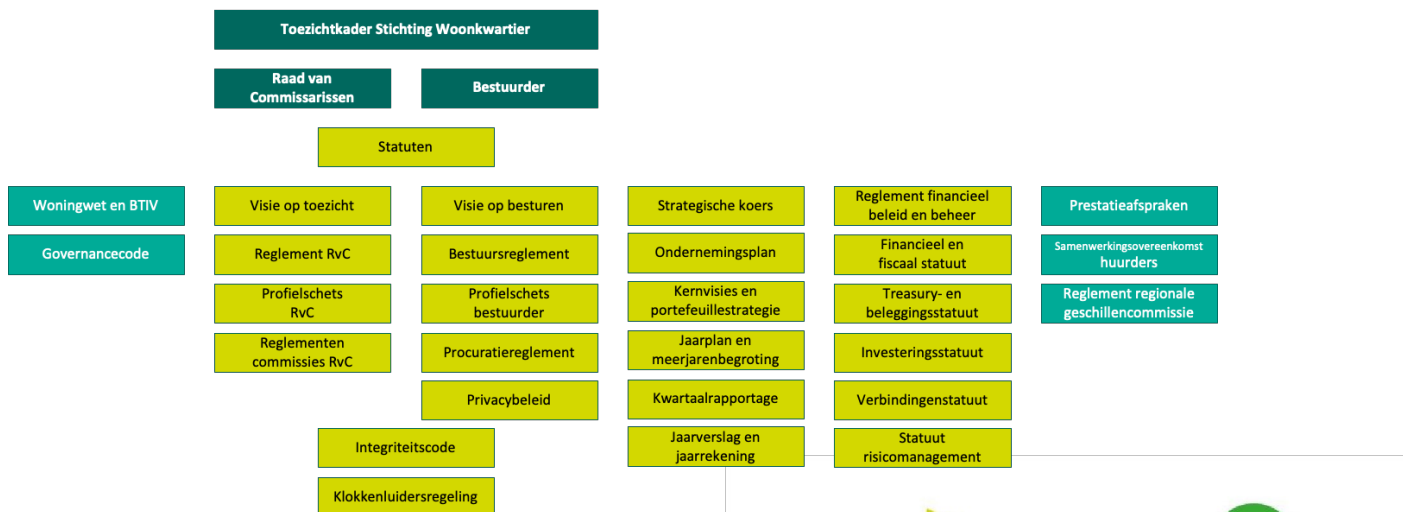 Toezichtkader Stichting Woonkwartier
Raad van
Commissarissen
Bestuurder
Statuten
Woningwet en BTIV
Governancecode
Visie op toezicht
Reglement RvC
Profielschets
RvC
Reglementen
commissies RvC
Visie op besturen
Bestuursreglement
Profielschets
bestuurder
Procuratiereglement
Privacybeleid
Integriteitscode
Klokkenluidersregeling
Strategische koers
Ondernemingsplan
Kernvisies en
portefeuillestrategie
Jaarplan en
meerjarenbegroting
Kwartaalrapportage
Jaarverslag en
jaarrekening
Reglement financieel
beleid en beheer
Financieel en
fiscaal statuut
Treasury- en
beleggingsstatuut
Investeringsstatuut
Verbindingenstatuut
Statuut
risicomanagement
Prestatieafspraken
Samenwerkingsovereenkomst
huurders
Reglement regionale
geschillencommissie